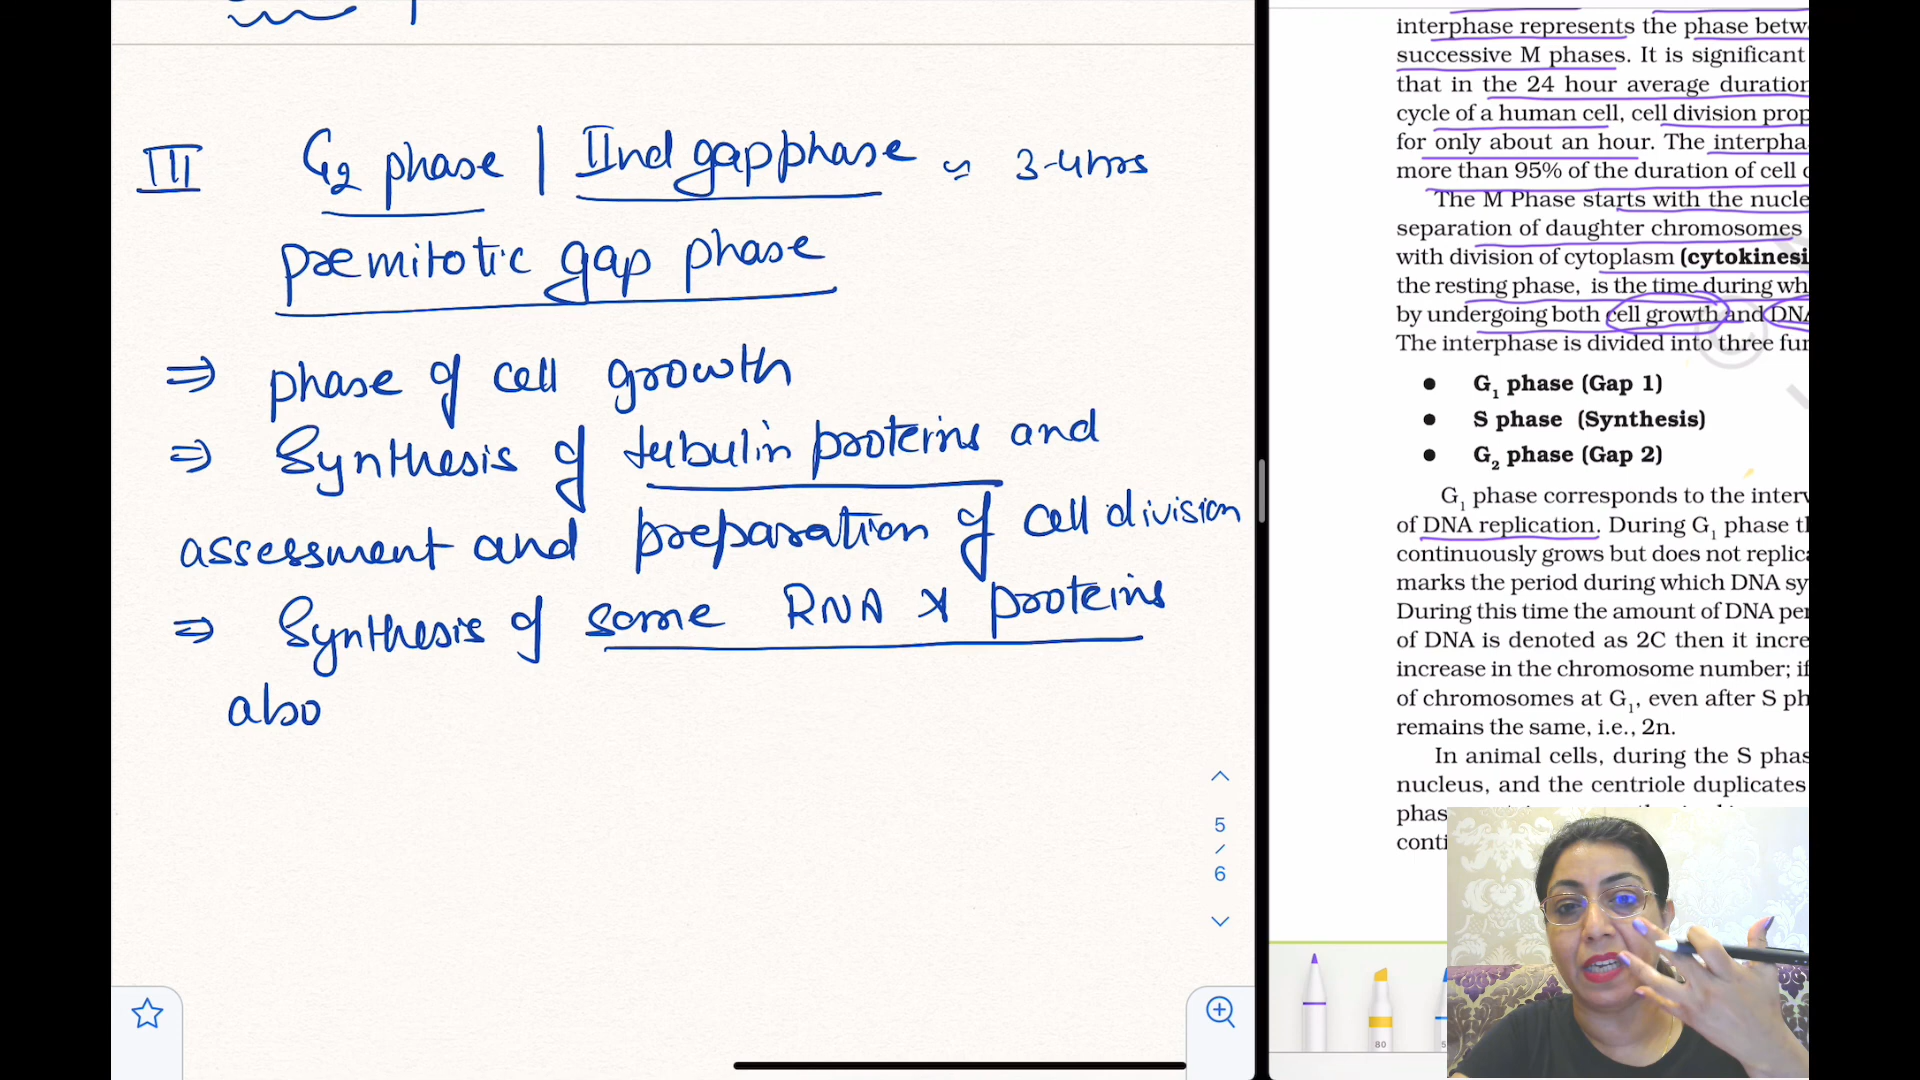 III G2 phase | IInd gap phase ≃ 3-4 hrs
premitotic gap phase
⇒ phase of cell growth
⇒ Synthesis of tubulin proteins and
assessment and preparation of cell division
⇒ Synthesis of some RNA & proteins
also
5
/
6
interphase represents the phase betw
successive M phases. It is significant
that in the 24 hour average duration
cycle of a human cell, cell division prop
for only about an hour. The interpha
more than 95% of the duration of cell c
The M Phase starts with the nucle
separation of daughter chromosomes
with division of cytoplasm (cytokinesi
the resting phase, is the time during wh
by undergoing both cell growth and DNA
The interphase is divided into three fun
● G1 phase (Gap 1)
● S phase (Synthesis)
● G2 phase (Gap 2)
G1 phase corresponds to the interv
of DNA replication. During G1 phase th
continuously grows but does not replica
marks the period during which DNA sy
During this time the amount of DNA per
of DNA is denoted as 2C then it incre
increase in the chromosome number; if
of chromosomes at G1, even after S ph
remains the same, i.e., 2n.
In animal cells, during the S phas
nucleus, and the centriole duplicates
phas
conti
80
5